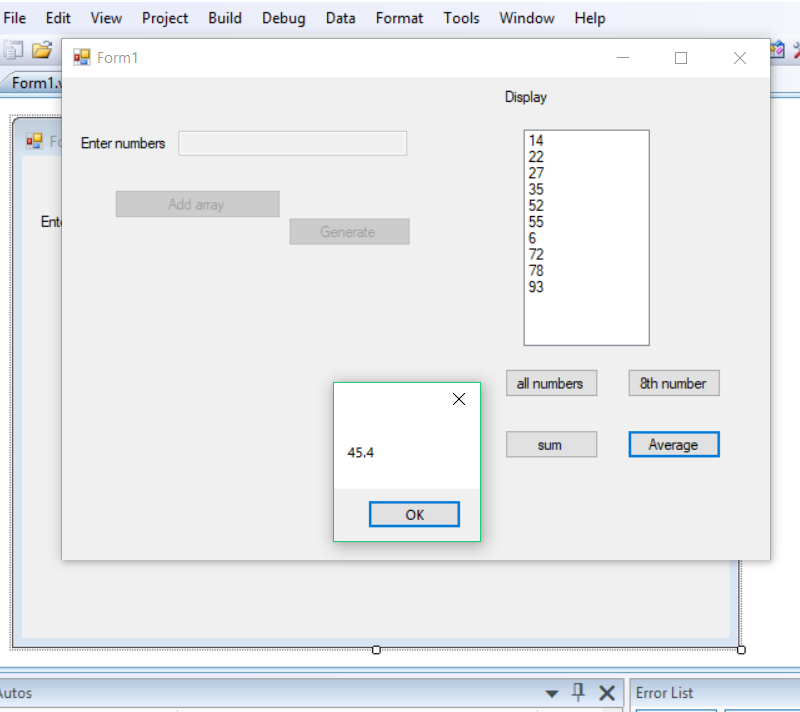 File Edit View Project Build Debug Data Format Tools Window Help
Form1
Form1.v
Display
Enter numbers
14
22
27
35
52
55
6
72
78
93
Add array
Generate
all numbers
8th number
45.4
sum
Average
OK
Autos
Error List